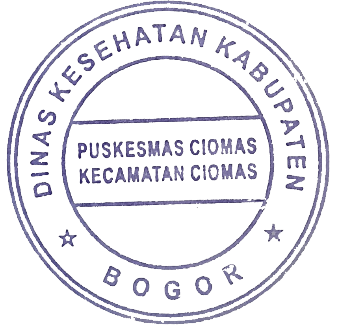 DINAS KESEHATAN KABUPATEN
PUSKESMAS CIOMAS
KECAMATAN CIOMAS
BOGOR